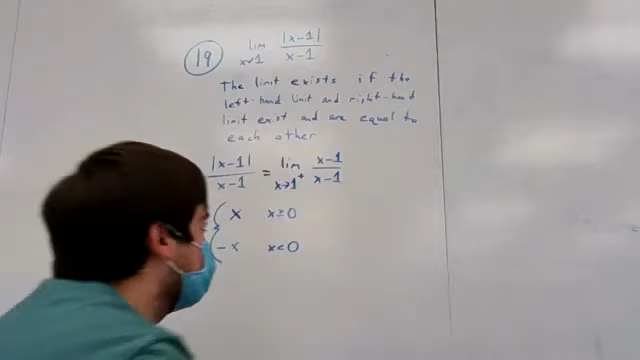 19 lim x→1 |x-1| / x-1
The limit exists if the
left-hand limit and right-hand
limit exist and are equal to
each other
|x-1| / x-1 = lim x→1⁺ x-1 / x-1
{ x x≥0
-x x<0